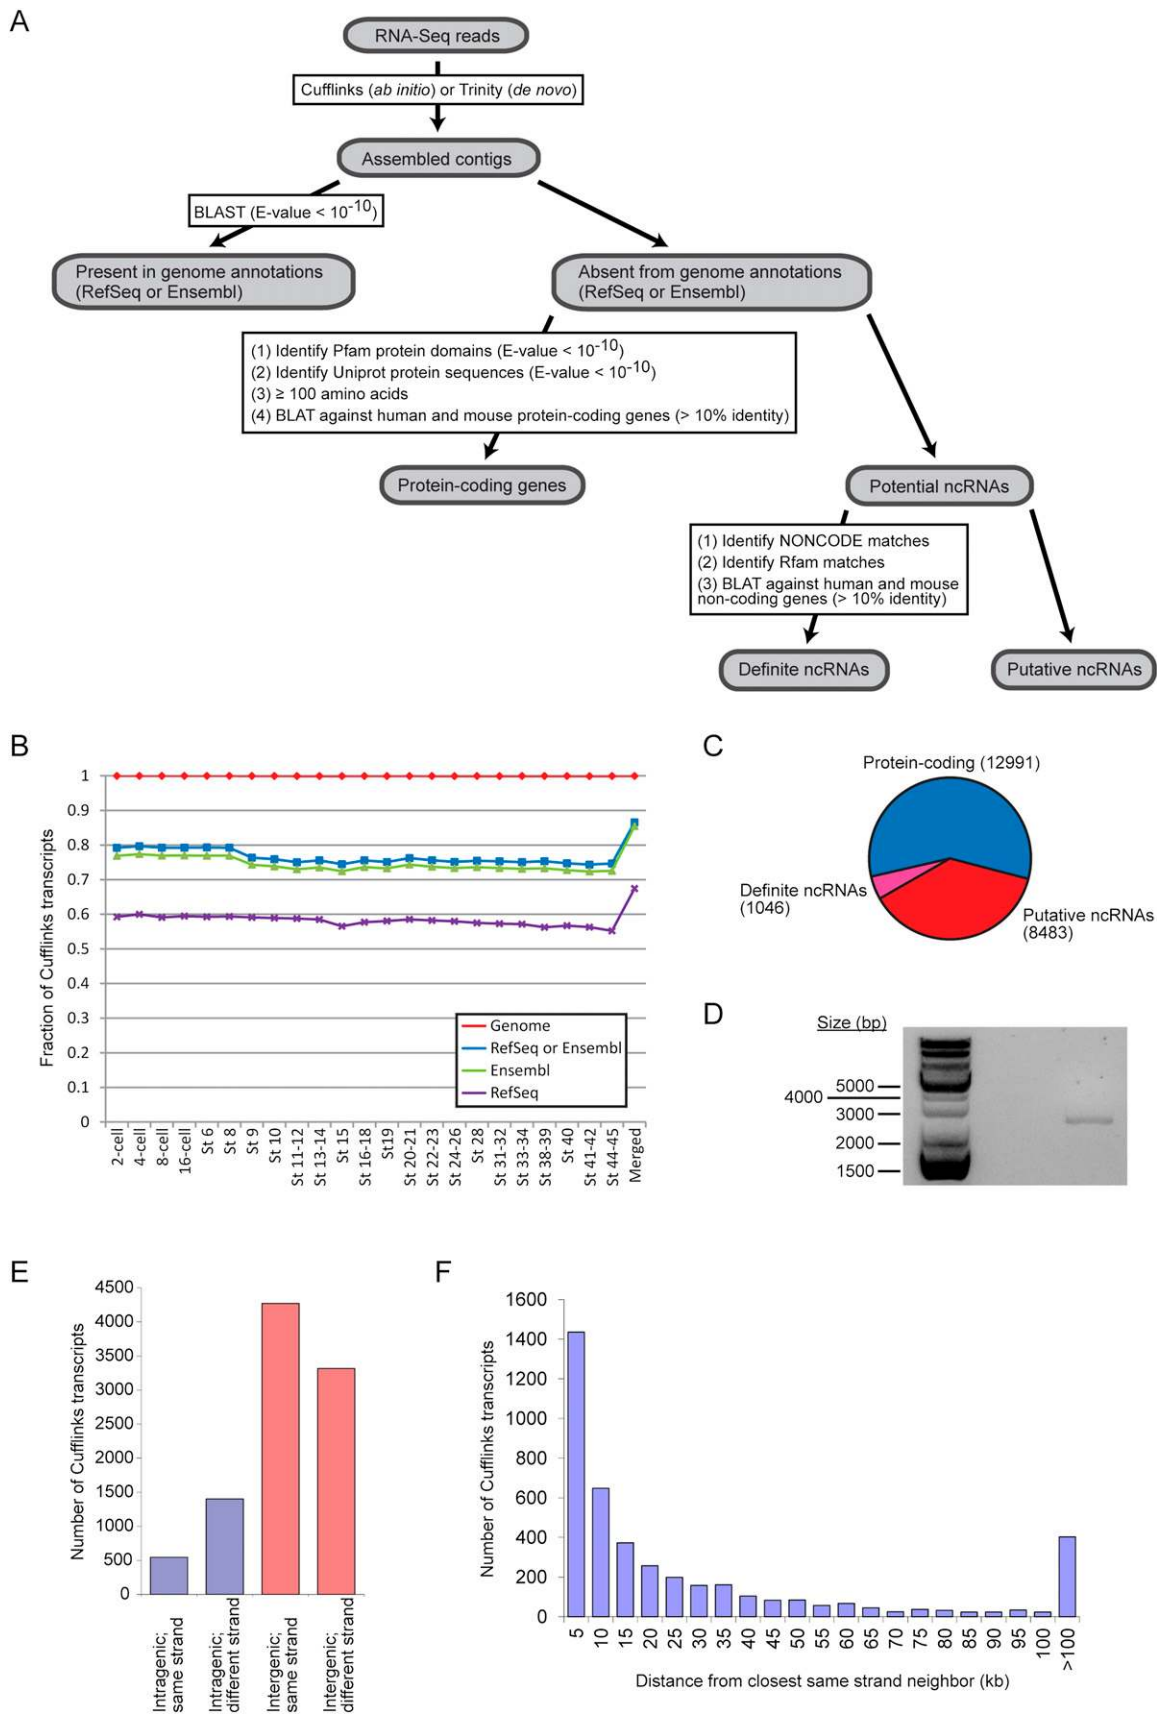 A
RNA-Seq reads
Cufflinks (ab initio) or Trinity (de novo)
Assembled contigs
BLAST (E-value < 10-10)
Present in genome annotations
(RefSeq or Ensembl)
Absent from genome annotations
(RefSeq or Ensembl)
(1) Identify Pfam protein domains (E-value < 10-10)
(2) Identify Uniprot protein sequences (E-value < 10-10)
(3) ≥ 100 amino acids
(4) BLAT against human and mouse protein-coding genes (> 10% identity)
Protein-coding genes
Potential ncRNAs
(1) Identify NONCODE matches
(2) Identify Rfam matches
(3) BLAT against human and mouse
non-coding genes (> 10% identity)
Definite ncRNAs
Putative ncRNAs
B
Fraction of Cufflinks transcripts
1
0.9
0.8
0.7
0.6
0.5
0.4
0.3
0.2
0.1
0
Genome
RefSeq or Ensembl
Ensembl
RefSeq
2-cell
4-cell
8-cell
16-cell
St 6
St 8
St 9
St 10
St 11-12
St 13-14
St 15
St 16-18
St19
St 20-21
St 22-23
St 24-26
St 28
St 31-32
St 33-34
St 38-39
St 40
St 41-42
St 44-45
Merged
C
Protein-coding (12991)
Definite ncRNAs
(1046)
Putative ncRNAs
(8483)
D
Size (bp)
5000
4000
3000
2000
1500
E
Number of Cufflinks transcripts
4500
4000
3500
3000
2500
2000
1500
1000
500
0
Intragenic;
same strand
Intragenic;
different strand
Intergenic;
same strand
Intergenic;
different strand
F
Number of Cufflinks transcripts
1600
1400
1200
1000
800
600
400
200
0
5
10
15
20
25
30
35
40
45
50
55
60
65
70
75
80
85
90
95
100
>100
Distance from closest same strand neighbor (kb)